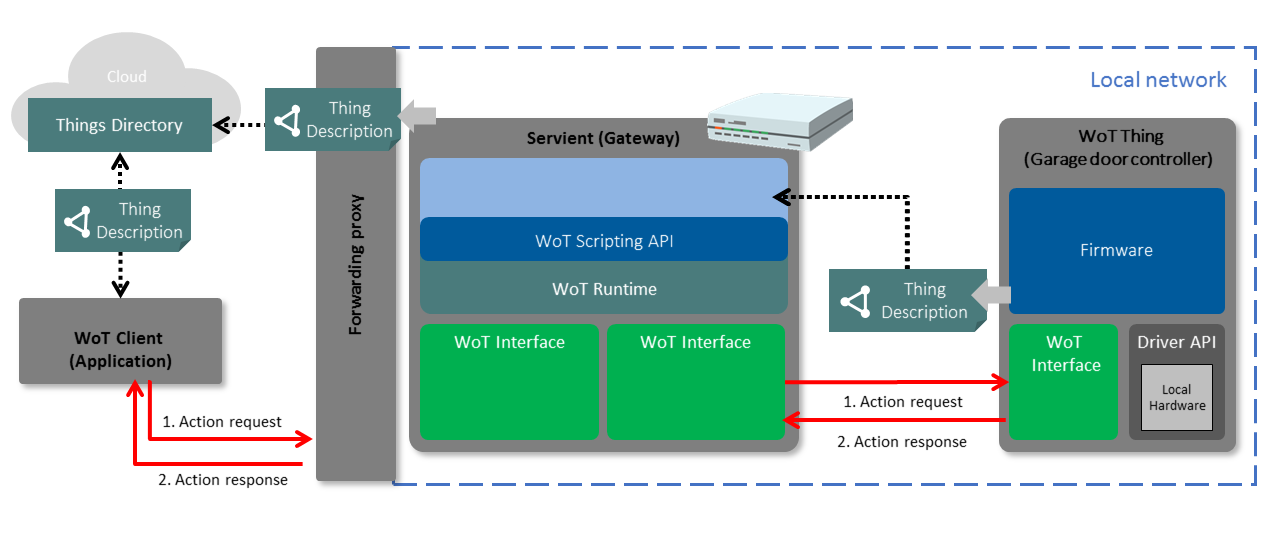 Cloud
Things Directory
Thing
Description
Thing
Description
WoT Client
(Application)
1. Action request
2. Action response
Forwarding proxy
Thing
Description
Local network
Servient (Gateway)
WoT Scripting API
WoT Runtime
WoT Interface
WoT Interface
1. Action request
2. Action response
WoT Thing
(Garage door controller)
Firmware
WoT
Interface
Driver API
Local
Hardware